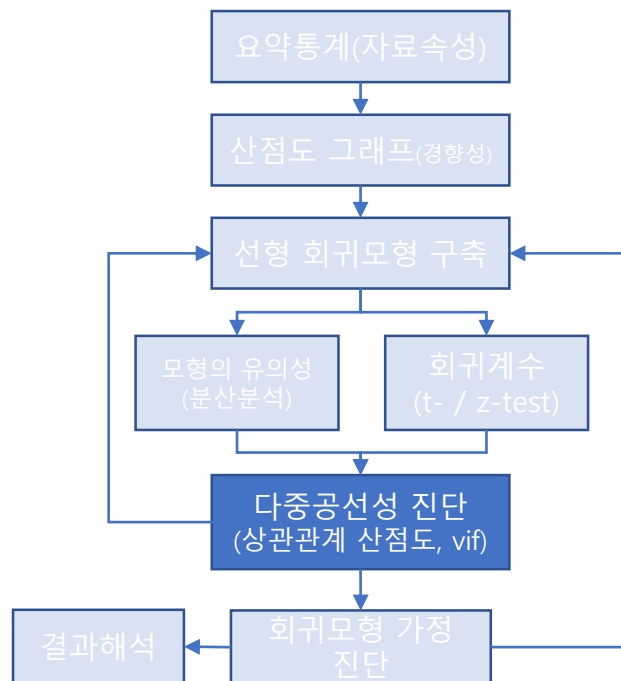 요약통계(자료속성)
산점도 그래프(경향성)
선형 회귀모형 구축
모형의 유의성
(분산분석)
회귀계수
(t- / z-test)
다중공선성 진단
(상관관계 산점도, vif)
결과해석
회귀모형 가정
진단